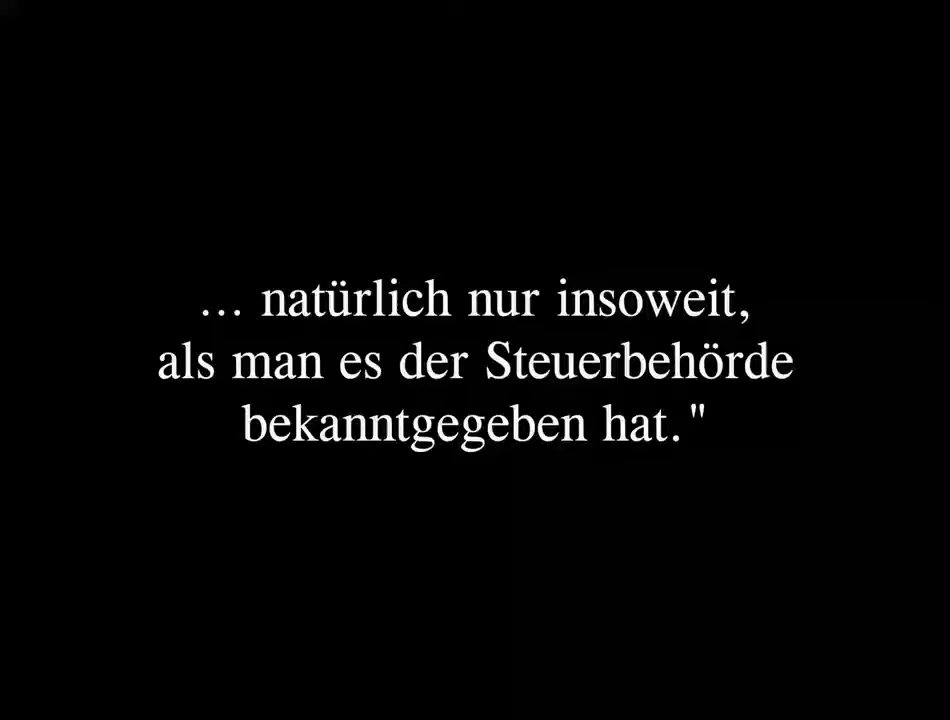 ... natürlich nur insoweit,
als man es der Steuerbehörde
bekanntgegeben hat."